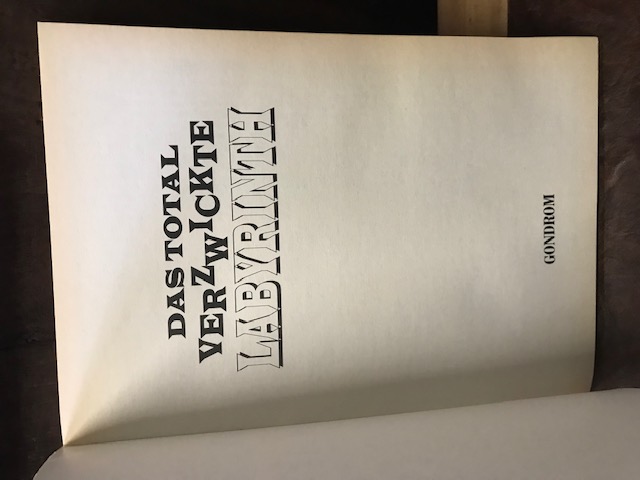 DAS TOTAL
VERZWICKTE
LABYRINTH
GONDROM